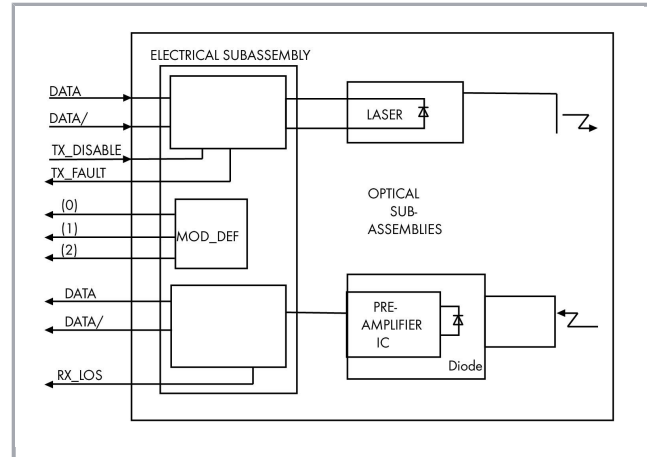 ELECTRICAL SUBASSEMBLY
DATA
DATA/
TX_DISABLE
TX_FAULT
LASER
(0)
(1)
(2)
MOD_DEF
OPTICAL
SUB-
ASSEMBLIES
DATA
DATA/
RX_LOS
PRE-
AMPLIFIER
IC
Diode